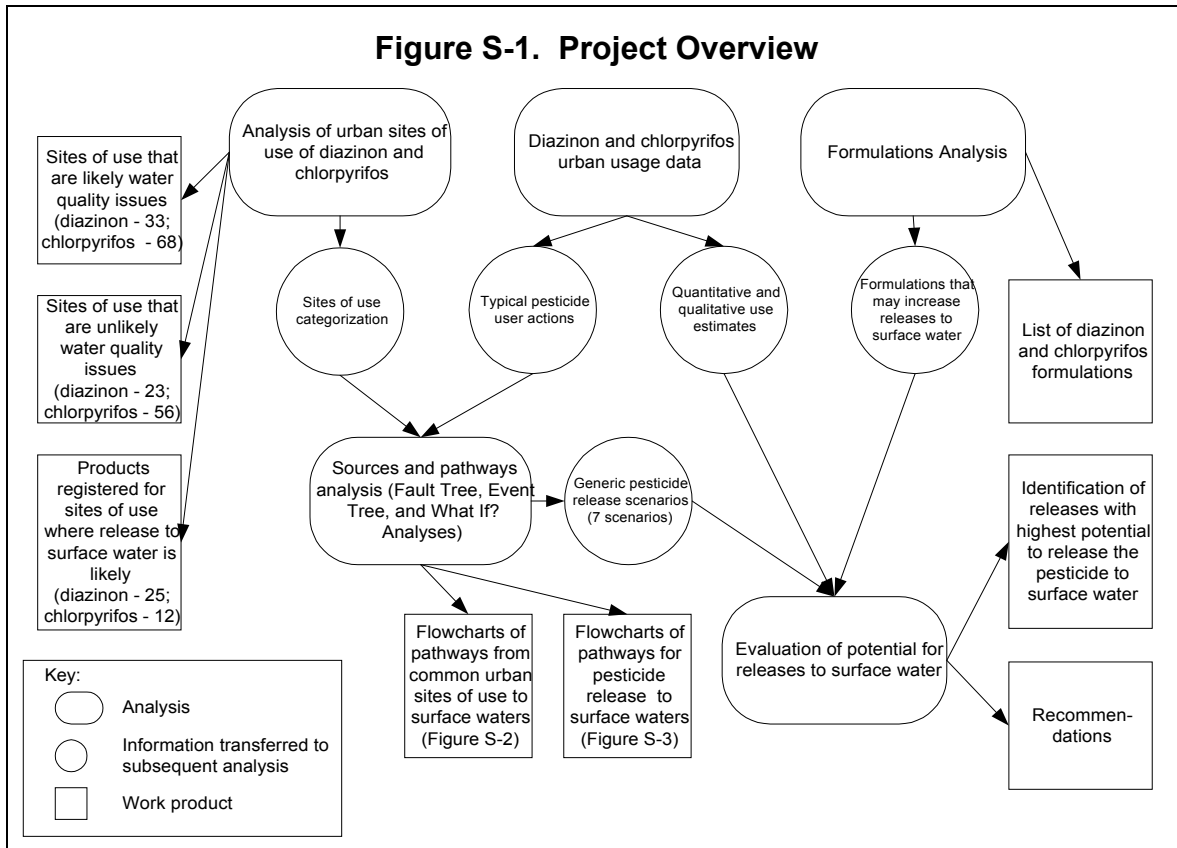 Figure S-1. Project Overview
Analysis of urban sites of
use of diazinon and
chlorpyrifos
Diazinon and chlorpyrifos
urban usage data
Formulations Analysis
Sites of use that
are likely water
quality issues
(diazinon - 33;
chlorpyrifos - 68)
Sites of use that
are unlikely
water quality
issues
(diazinon - 23;
chlorpyrifos - 56)
Products
registered for
sites of use
where release to
surface water is
likely
(diazinon - 25;
chlorpyrifos - 12)
Sites of use
categorization
Typical pesticide
user actions
Quantitative and
qualitative use
estimates
Formulations that
may increase
releases to
surface water
List of diazinon
and chlorpyrifos
formulations
Sources and pathways
analysis (Fault Tree, Event
Tree, and What If?
Analyses)
Generic pesticide
release scenarios
(7 scenarios)
Identification of
releases with
highest potential
to release the
pesticide to
surface water
Flowcharts of
pathways from
common urban
sites of use to
surface waters
(Figure S-2)
Flowcharts of
pathways for
pesticide
release to
surface waters
(Figure S-3)
Evaluation of potential for
releases to surface water
Recommen-
dations
Key:
Analysis
Information transferred to
subsequent analysis
Work product